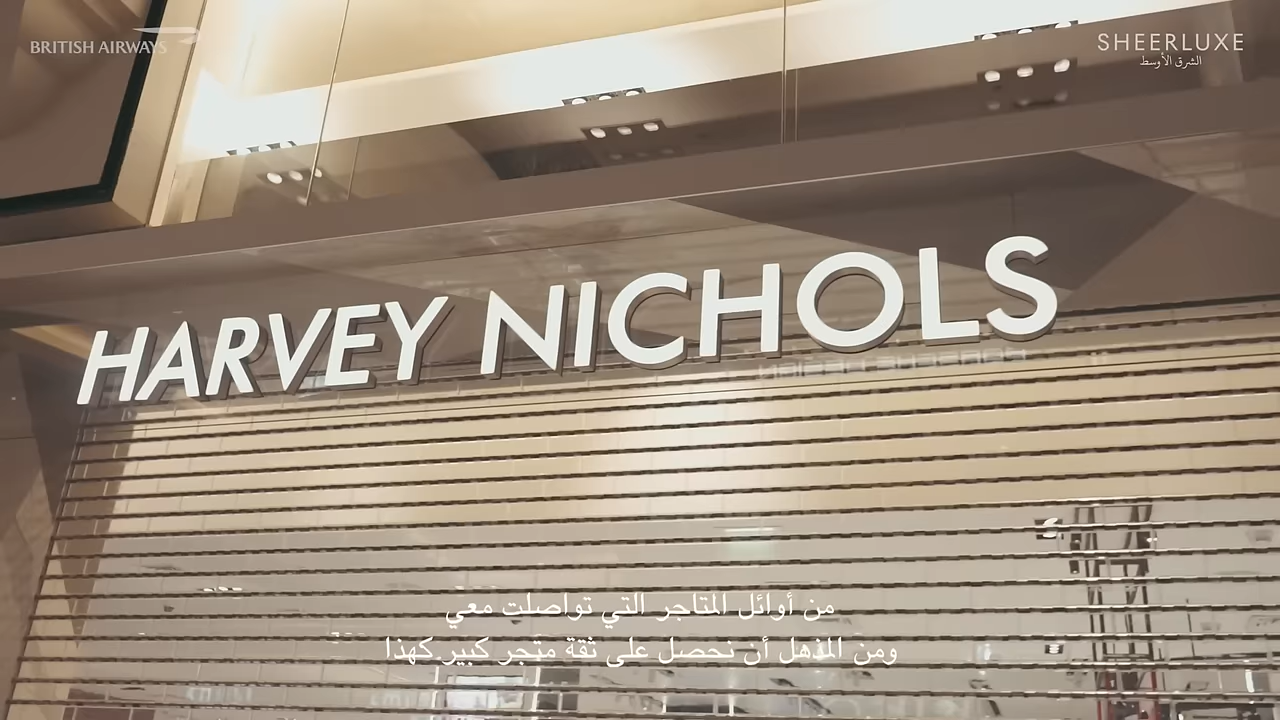 BRITISH AIRWAYS
SHEERLUXE
الشرق الأوسط
HARVEY NICHOLS
من أوائل المتاجر التي تواصلت معي
ومن المذهل أن نحصل على ثقة متجر كبير كهذا